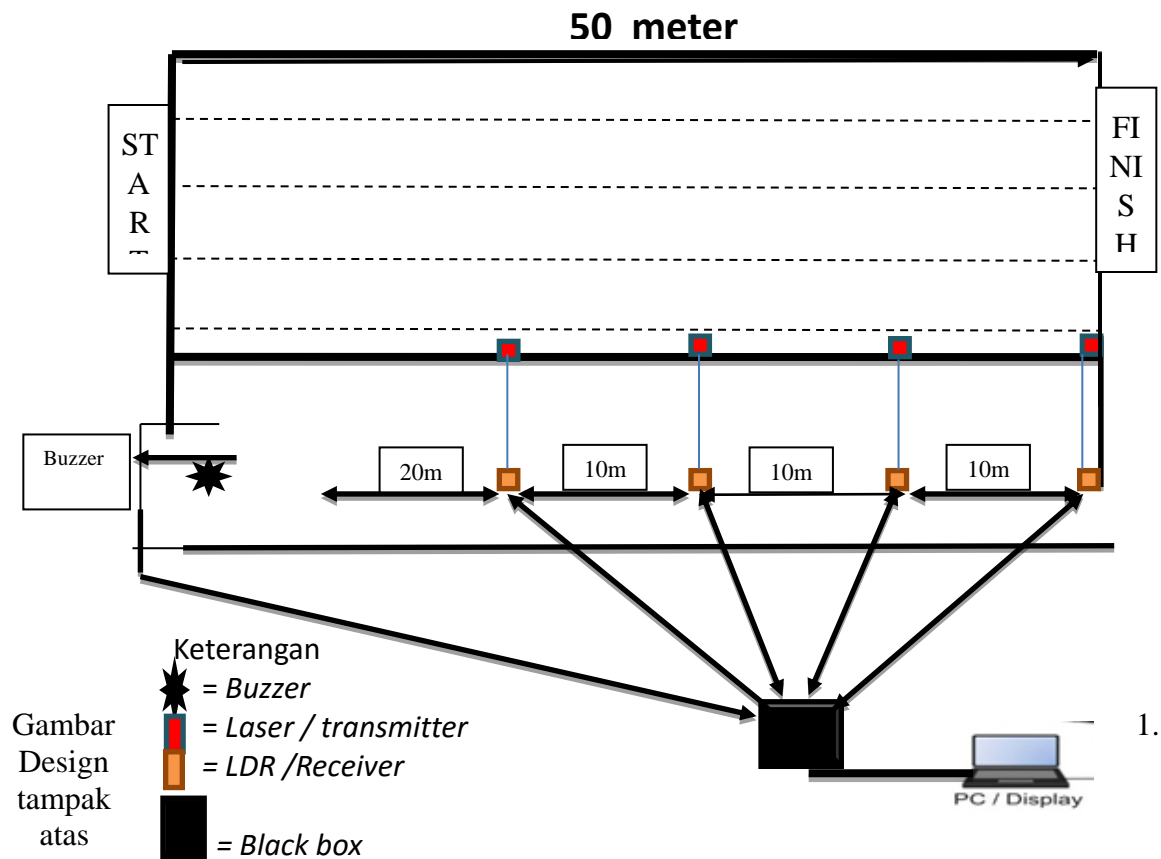 50 meter
ST
A
R
T
FI
NI
S
H
Buzzer
20m
10m
10m
10m
Keterangan
= Buzzer
= Laser / transmitter
= LDR /Receiver
= Black box
Gambar
Design
tampak
atas
1.
PC / Display